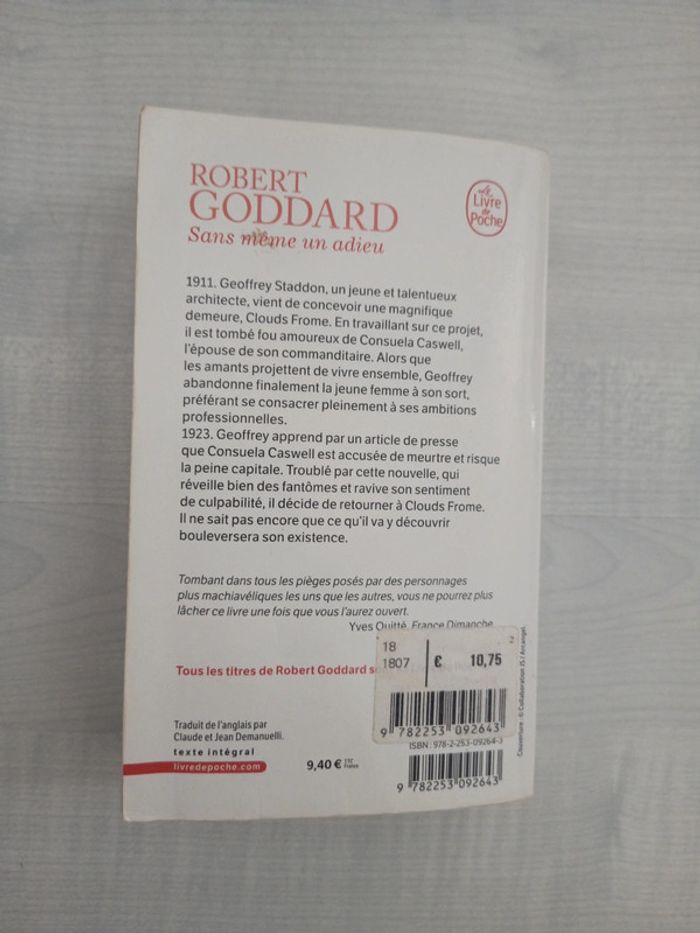 ROBERT
GODDARD
Sans même un adieu
Le
Livre
de
Poche
1911. Geoffrey Staddon, un jeune et talentueux
architecte, vient de concevoir une magnifique
demeure, Clouds Frome. En travaillant sur ce projet,
il est tombé fou amoureux de Consuela Caswell,
l'épouse de son commanditaire. Alors que
les amants projettent de vivre ensemble, Geoffrey
abandonne finalement la jeune femme à son sort,
préférant se consacrer pleinement à ses ambitions
professionnelles.
1923. Geoffrey apprend par un article de presse
que Consuela Caswell est accusée de meurtre et risque
la peine capitale. Troublé par cette nouvelle, qui
réveille bien des fantômes et ravive son sentiment
de culpabilité, il décide de retourner à Clouds Frome.
Il ne sait pas encore que ce qu'il va y découvrir
bouleversera son existence.
Tombant dans tous les pièges posés par des personnages
plus machiavéliques les uns que les autres, vous ne pourrez plus
lâcher ce livre une fois que vous l'aurez ouvert.
Yves Quitté, France Dimanche
Tous les titres de Robert Goddard
18
1807
€ 10,75
2
9 782253 092643
ISBN : 978-2-253-09264-3
9 782253 092643
Traduit de l'anglais par
Claude et Jean Demanuelli.
texte intégral
livredepoche.com
9,40 € TTC
France
Couverture : © Collaboration JS / Arcangel.